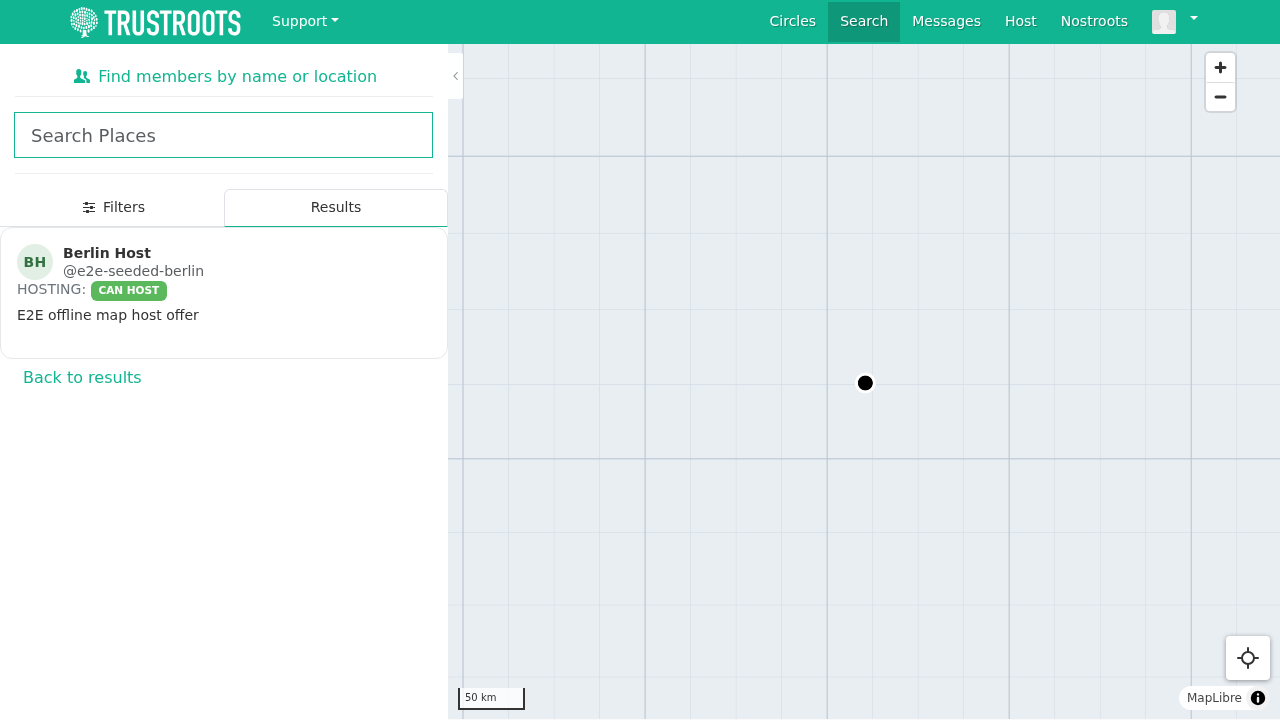 TRUSTROOTS
Support
Circles
Search
Messages
Host
Nostroots
Find members by name or location
Search Places
Filters
Results
BH
Berlin Host
@e2e-seeded-berlin
HOSTING: CAN HOST
E2E offline map host offer
Back to results
50 km
MapLibre